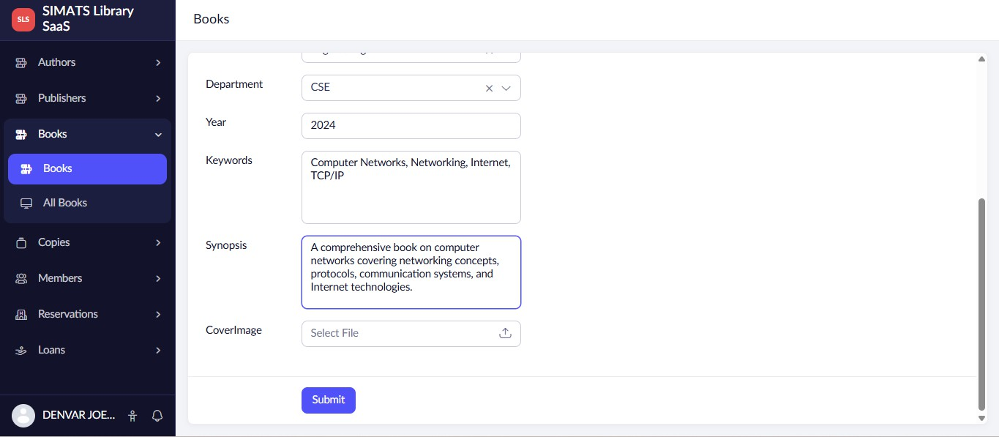 SLS
SIMATS Library
SaaS
Authors
Publishers
Books
Books
All Books
Copies
Members
Reservations
Loans
DENVAR JOE...
Books
Department
CSE
Year
2024
Keywords
Computer Networks, Networking, Internet,
TCP/IP
Synopsis
A comprehensive book on computer
networks covering networking concepts,
protocols, communication systems, and
Internet technologies.
CoverImage
Select File
Submit